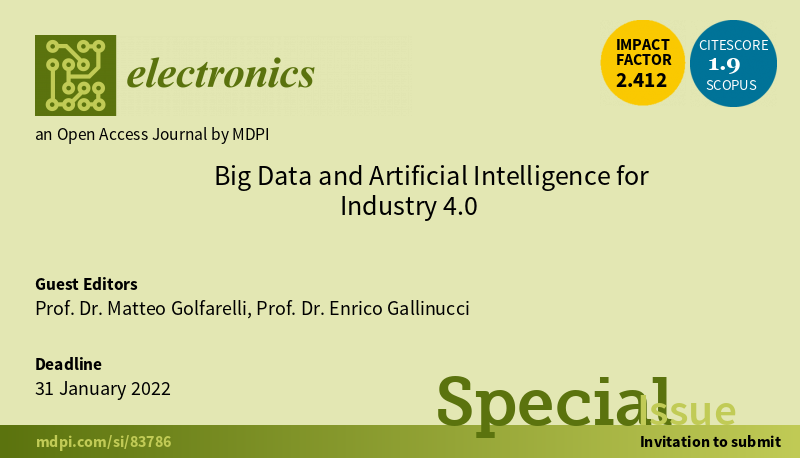 electronics
IMPACT
FACTOR
2.412
CITESCORE
1.9
SCOPUS
an Open Access Journal by MDPI
Big Data and Artificial Intelligence for
Industry 4.0
Guest Editors
Prof. Dr. Matteo Golfarelli, Prof. Dr. Enrico Gallinucci
Deadline
31 January 2022
Special Issue
mdpi.com/si/83786
Invitation to submit